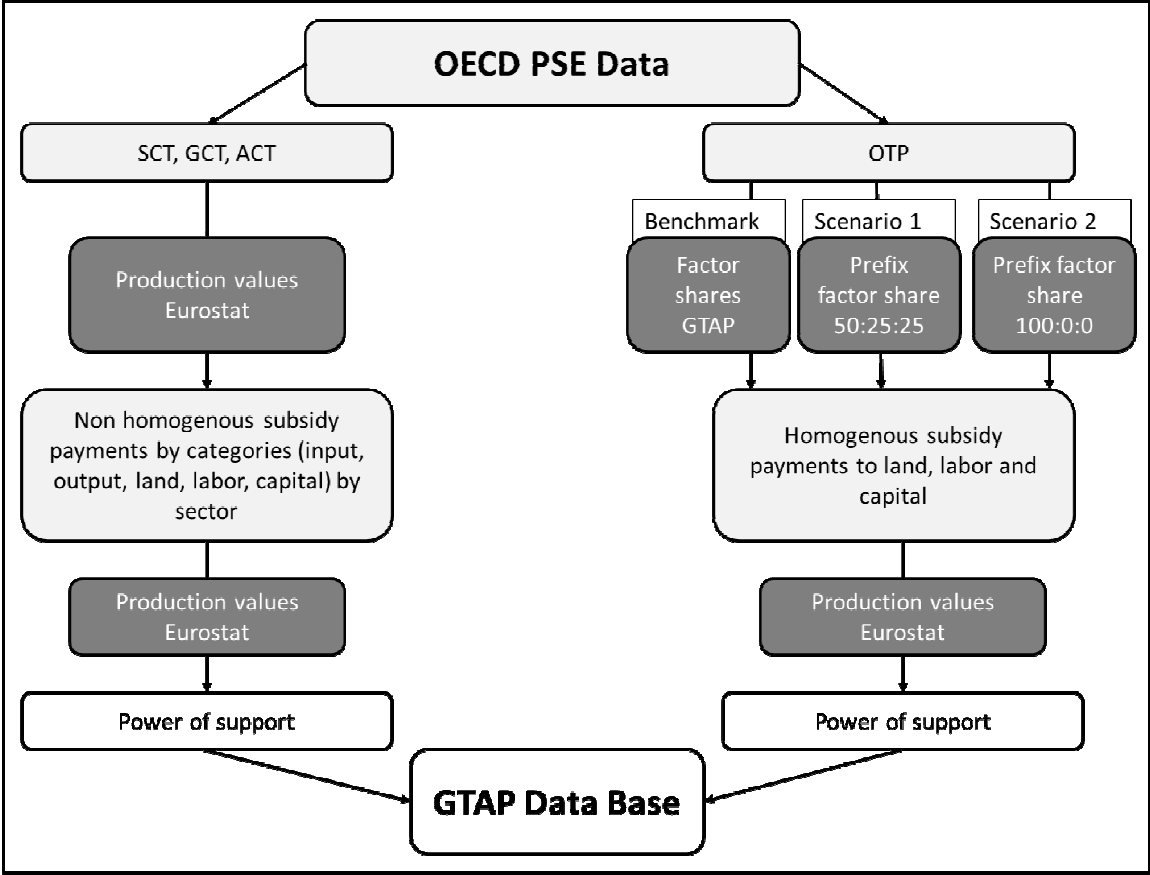 OECD PSE Data
SCT, GCT, ACT
OTP
Benchmark
Scenario 1
Scenario 2
Production values
Eurostat
Factor
shares
GTAP
Prefix
factor share
50:25:25
Prefix factor
share
100:0:0
Non homogenous subsidy
payments by categories (input,
output, land, labor, capital) by
sector
Homogenous subsidy
payments to land, labor and
capital
Production values
Eurostat
Production values
Eurostat
Power of support
Power of support
GTAP Data Base